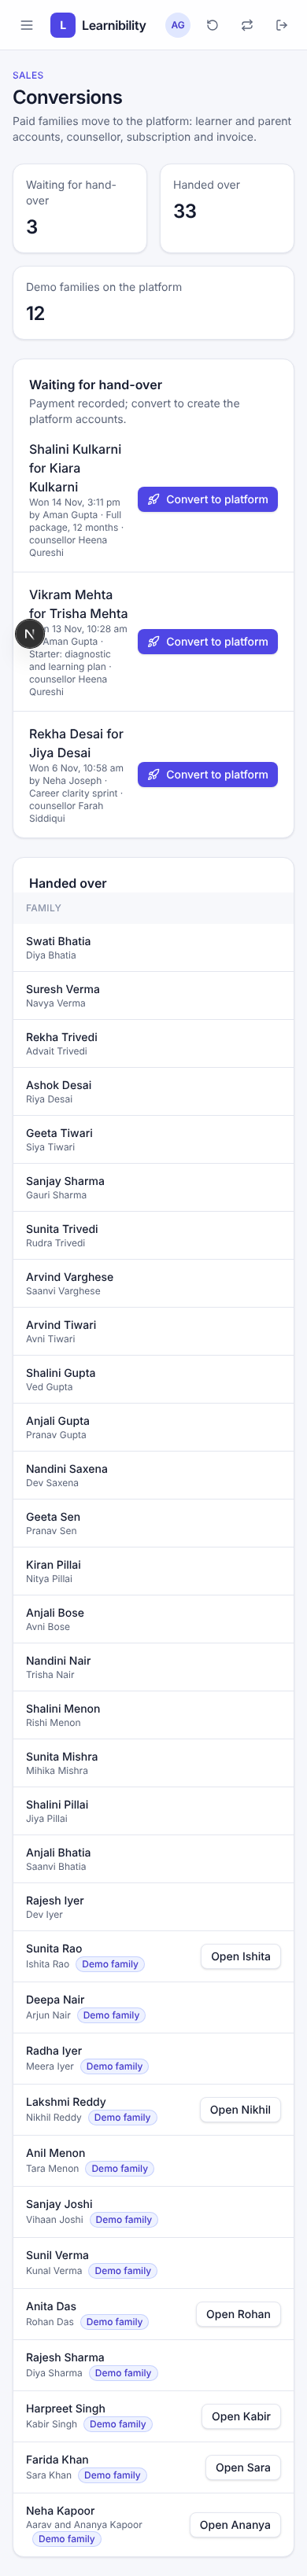 L Learnibility AG
SALES
Conversions
Paid families move to the platform: learner and parent
accounts, counsellor, subscription and invoice.
Waiting for hand-
over
3
Handed over
33
Demo families on the platform
12
Waiting for hand-over
Payment recorded; convert to create the
platform accounts.
Shalini Kulkarni
for Kiara
Kulkarni
Won 14 Nov, 3:11 pm
by Aman Gupta · Full
package, 12 months ·
counsellor Heena
Qureshi
Convert to platform
Vikram Mehta
for Trisha Mehta
N
13 Nov, 10:28 am
Aman Gupta ·
Starter: diagnostic
and learning plan ·
counsellor Heena
Qureshi
Convert to platform
Rekha Desai for
Jiya Desai
Won 6 Nov, 10:58 am
by Neha Joseph ·
Career clarity sprint ·
counsellor Farah
Siddiqui
Convert to platform
Handed over
FAMILY
Swati Bhatia
Diya Bhatia
Suresh Verma
Navya Verma
Rekha Trivedi
Advait Trivedi
Ashok Desai
Riya Desai
Geeta Tiwari
Siya Tiwari
Sanjay Sharma
Gauri Sharma
Sunita Trivedi
Rudra Trivedi
Arvind Varghese
Saanvi Varghese
Arvind Tiwari
Avni Tiwari
Shalini Gupta
Ved Gupta
Anjali Gupta
Pranav Gupta
Nandini Saxena
Dev Saxena
Geeta Sen
Pranav Sen
Kiran Pillai
Nitya Pillai
Anjali Bose
Avni Bose
Nandini Nair
Trisha Nair
Shalini Menon
Rishi Menon
Sunita Mishra
Mihika Mishra
Shalini Pillai
Jiya Pillai
Anjali Bhatia
Saanvi Bhatia
Rajesh Iyer
Dev Iyer
Sunita Rao
Ishita Rao Demo family
Open Ishita
Deepa Nair
Arjun Nair Demo family
Radha Iyer
Meera Iyer Demo family
Lakshmi Reddy
Nikhil Reddy Demo family
Open Nikhil
Anil Menon
Tara Menon Demo family
Sanjay Joshi
Vihaan Joshi Demo family
Sunil Verma
Kunal Verma Demo family
Anita Das
Rohan Das Demo family
Open Rohan
Rajesh Sharma
Diya Sharma Demo family
Harpreet Singh
Kabir Singh Demo family
Open Kabir
Farida Khan
Sara Khan Demo family
Open Sara
Neha Kapoor
Aarav and Ananya Kapoor
Demo family
Open Ananya